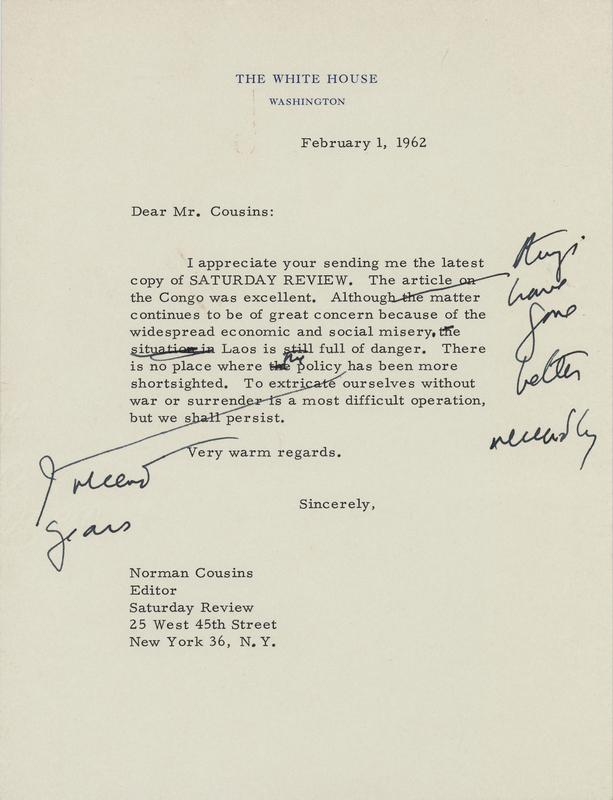 THE WHITE HOUSE
WASHINGTON
February 1, 1962
Dear Mr. Cousins:
I appreciate your sending me the latest
copy of SATURDAY REVIEW. The article on
the Congo was excellent. Although the matter
continues to be of great concern because of the
widespread economic and social misery, the
situation in Laos is still full of danger. There
is no place where the policy has been more
shortsighted. To extricate ourselves without
war or surrender is a most difficult operation,
but we shall persist.
Very warm regards.
Sincerely,
things
have
gone
better
recently
recent
years
Norman Cousins
Editor
Saturday Review
25 West 45th Street
New York 36, N.Y.